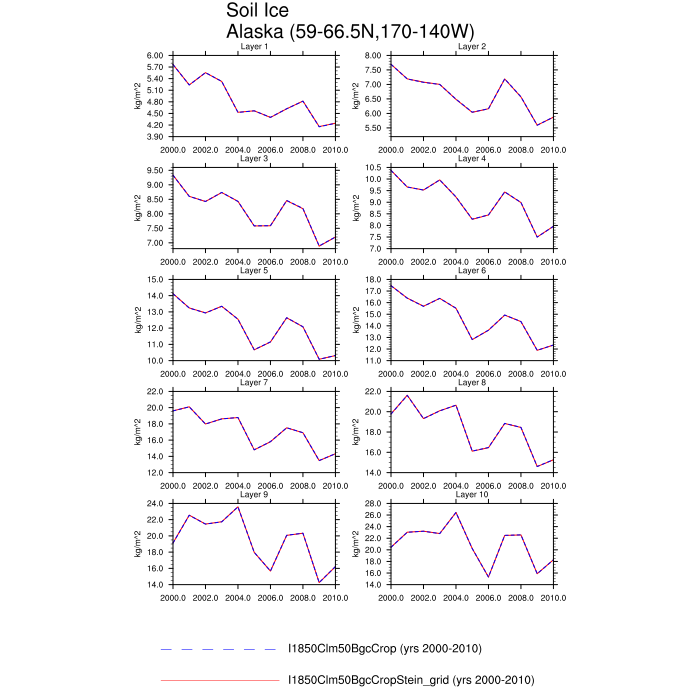 Soil Ice
Alaska (59-66.5N,170-140W)
Layer 1
Layer 2
6.00
5.70
5.40
5.10
4.80
4.50
4.20
3.90
kg/m^2
2000.0 2002.0 2004.0 2006.0 2008.0 2010.0
8.00
7.50
7.00
6.50
6.00
5.50
kg/m^2
2000.0 2002.0 2004.0 2006.0 2008.0 2010.0
Layer 3
Layer 4
9.50
9.00
8.50
8.00
7.50
7.00
kg/m^2
2000.0 2002.0 2004.0 2006.0 2008.0 2010.0
10.5
10.0
9.5
9.0
8.5
8.0
7.5
7.0
kg/m^2
2000.0 2002.0 2004.0 2006.0 2008.0 2010.0
Layer 5
Layer 6
15.0
14.0
13.0
12.0
11.0
10.0
kg/m^2
2000.0 2002.0 2004.0 2006.0 2008.0 2010.0
18.0
17.0
16.0
15.0
14.0
13.0
12.0
11.0
kg/m^2
2000.0 2002.0 2004.0 2006.0 2008.0 2010.0
Layer 7
Layer 8
22.0
20.0
18.0
16.0
14.0
12.0
kg/m^2
2000.0 2002.0 2004.0 2006.0 2008.0 2010.0
22.0
20.0
18.0
16.0
14.0
kg/m^2
2000.0 2002.0 2004.0 2006.0 2008.0 2010.0
Layer 9
Layer 10
24.0
22.0
20.0
18.0
16.0
14.0
kg/m^2
2000.0 2002.0 2004.0 2006.0 2008.0 2010.0
28.0
26.0
24.0
22.0
20.0
18.0
16.0
14.0
kg/m^2
2000.0 2002.0 2004.0 2006.0 2008.0 2010.0
I1850Clm50BgcCrop (yrs 2000-2010)
I1850Clm50BgcCropStein_grid (yrs 2000-2010)